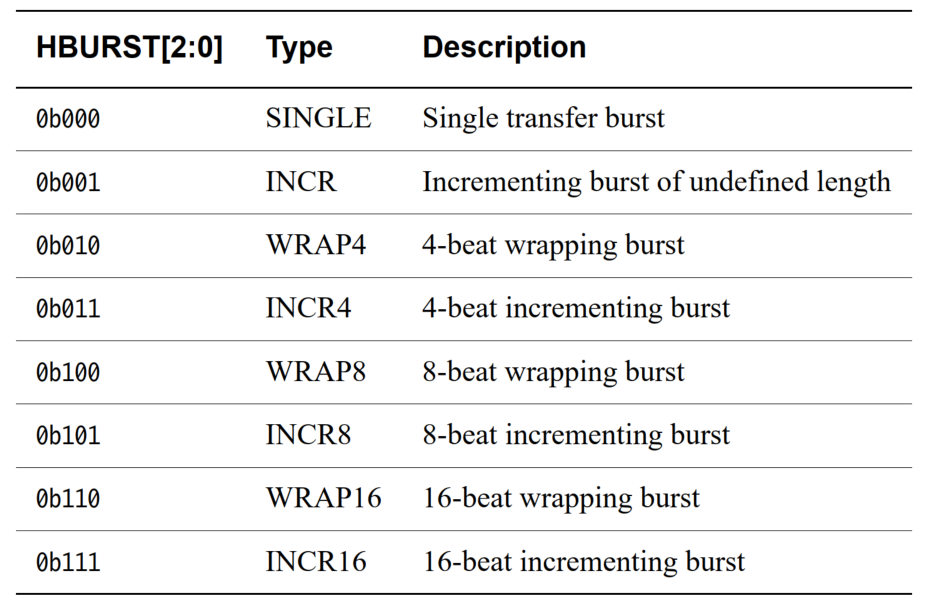 HBURST[2:0] Type Description
0b000 SINGLE Single transfer burst
0b001 INCR Incrementing burst of undefined length
0b010 WRAP4 4-beat wrapping burst
0b011 INCR4 4-beat incrementing burst
0b100 WRAP8 8-beat wrapping burst
0b101 INCR8 8-beat incrementing burst
0b110 WRAP16 16-beat wrapping burst
0b111 INCR16 16-beat incrementing burst